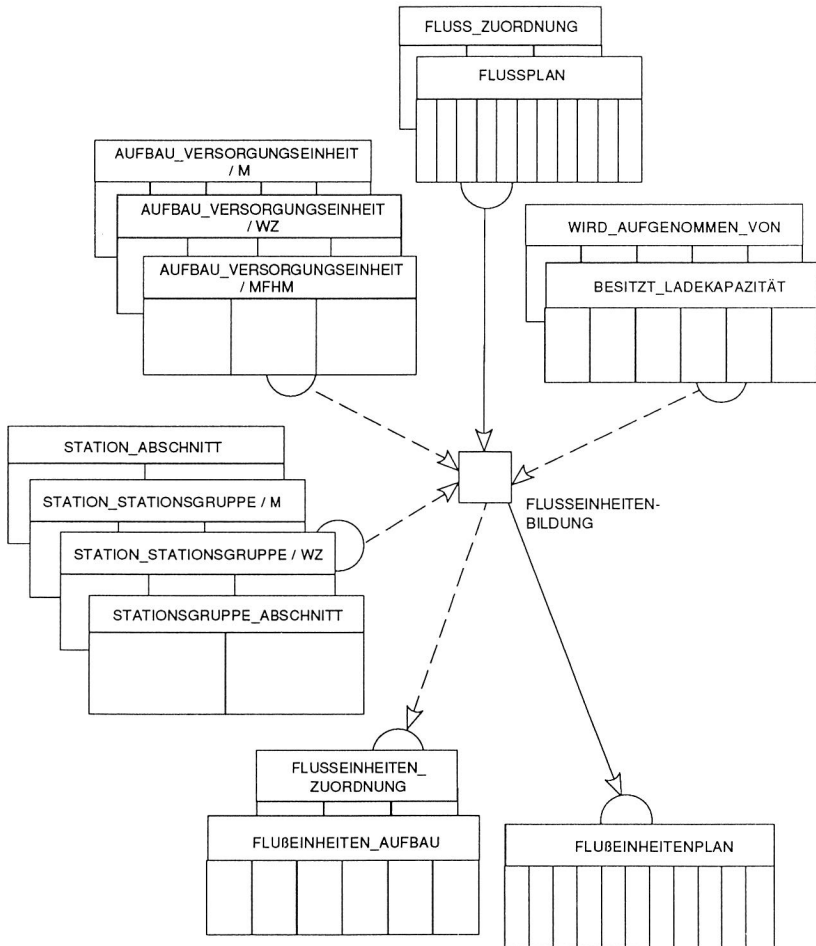 FLUSS_ZUORDNUNG
FLUSSPLAN
AUFBAU_VERSORGUNGSEINHEIT
/ M
AUFBAU_VERSORGUNGSEINHEIT
/ WZ
AUFBAU_VERSORGUNGSEINHEIT
/ MFHM
WIRD_AUFGENOMMEN_VON
BESITZT_LADEKAPAZITÄT
STATION_ABSCHNITT
STATION_STATIONSGRUPPE / M
STATION_STATIONSGRUPPE / WZ
STATIONSGRUPPE_ABSCHNITT
FLUSSEINHEITEN-
BILDUNG
FLUSSEINHEITEN_
ZUORDNUNG
FLUßEINHEITEN_AUFBAU
FLUßEINHEITENPLAN